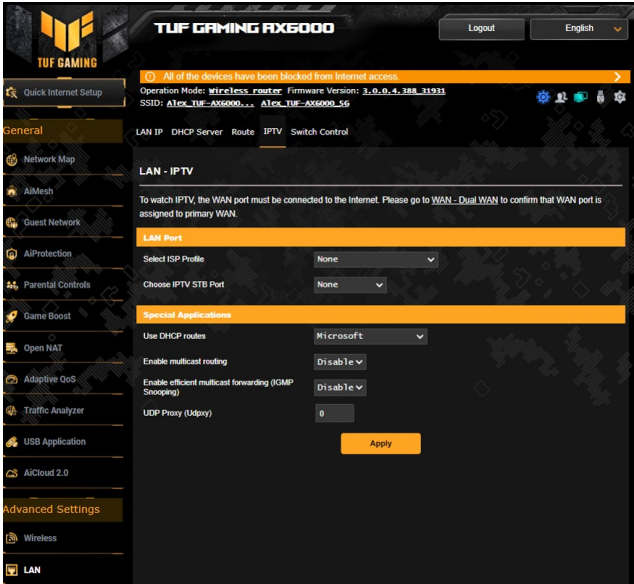 TUF GAMING AX6000
Logout
English
TUF GAMING
All of the devices have been blocked from Internet access.
Quick Internet Setup
Operation Mode: Wireless router Firmware Version: 3.0.0.4.388_31931
SSID: Alex_TUF-AX6000... Alex_TUF-AX6000_5G
General
LAN IP DHCP Server Route IPTV Switch Control
Network Map
AiMesh
Guest Network
AiProtection
Parental Controls
Game Boost
Open NAT
Adaptive QoS
Traffic Analyzer
USB Application
AiCloud 2.0
Advanced Settings
Wireless
LAN
LAN - IPTV
To watch IPTV, the WAN port must be connected to the Internet. Please go to WAN - Dual WAN to confirm that WAN port is
assigned to primary WAN.
LAN Port
Select ISP Profile None
Choose IPTV STB Port None
Special Applications
Use DHCP routes Microsoft
Enable multicast routing Disable
Enable efficient multicast forwarding (IGMP
Snooping) Disable
UDP Proxy (Udpxy) 0
Apply